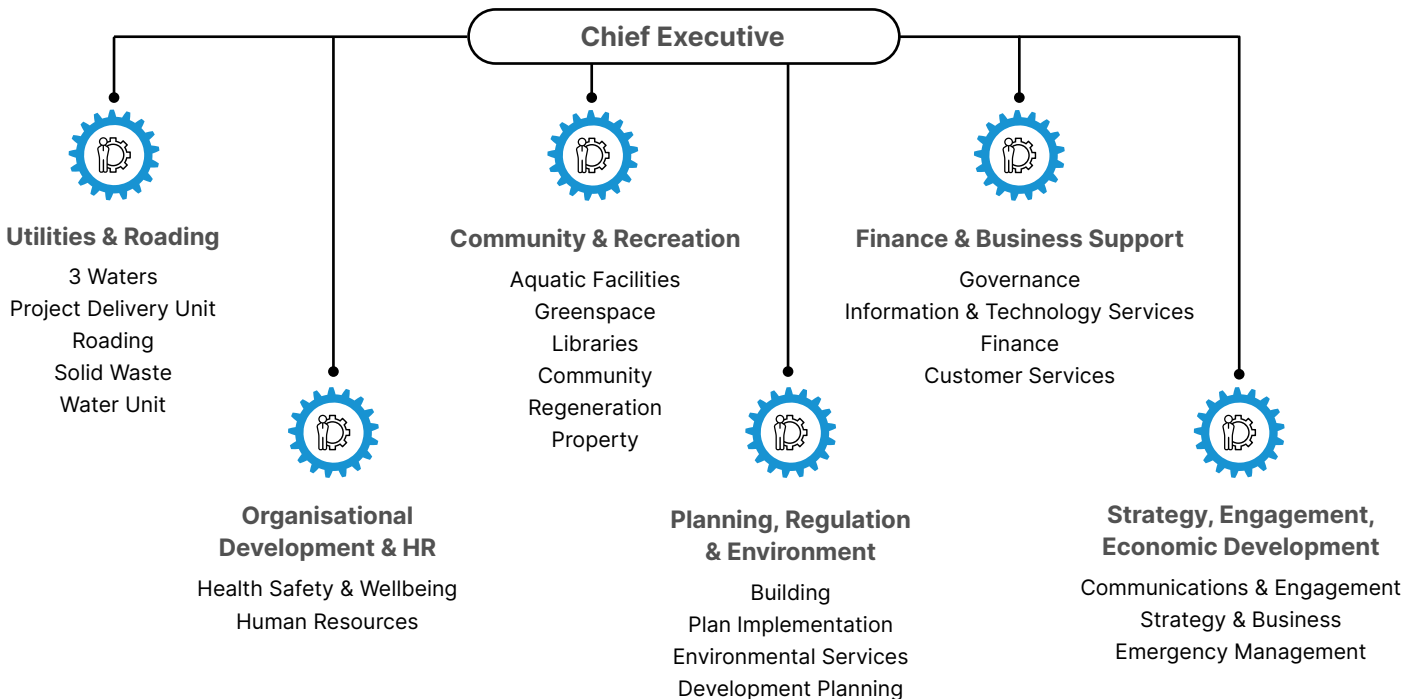 Chief Executive
Utilities & Roading
3 Waters
Project Delivery Unit
Roading
Solid Waste
Water Unit
Organisational
Development & HR
Health Safety & Wellbeing
Human Resources
Community & Recreation
Aquatic Facilities
Greenspace
Libraries
Community
Regeneration
Property
Planning, Regulation
& Environment
Building
Plan Implementation
Environmental Services
Development Planning
Finance & Business Support
Governance
Information & Technology Services
Finance
Customer Services
Strategy, Engagement,
Economic Development
Communications & Engagement
Strategy & Business
Emergency Management